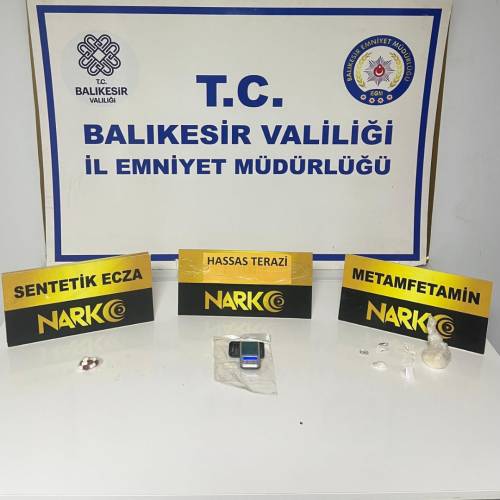 T.C.
BALIKESİR
VALİLİĞİ
BALIKESİR EMNİYET MÜDÜRLÜĞÜ
EGM
T.C.
BALIKESİR VALİLİĞİ
İL EMNİYET MÜDÜRLÜĞÜ
SENTETİK ECZA
NARKO
HASSAS TERAZİ
NARKO
METAMFETAMİN
NARKO